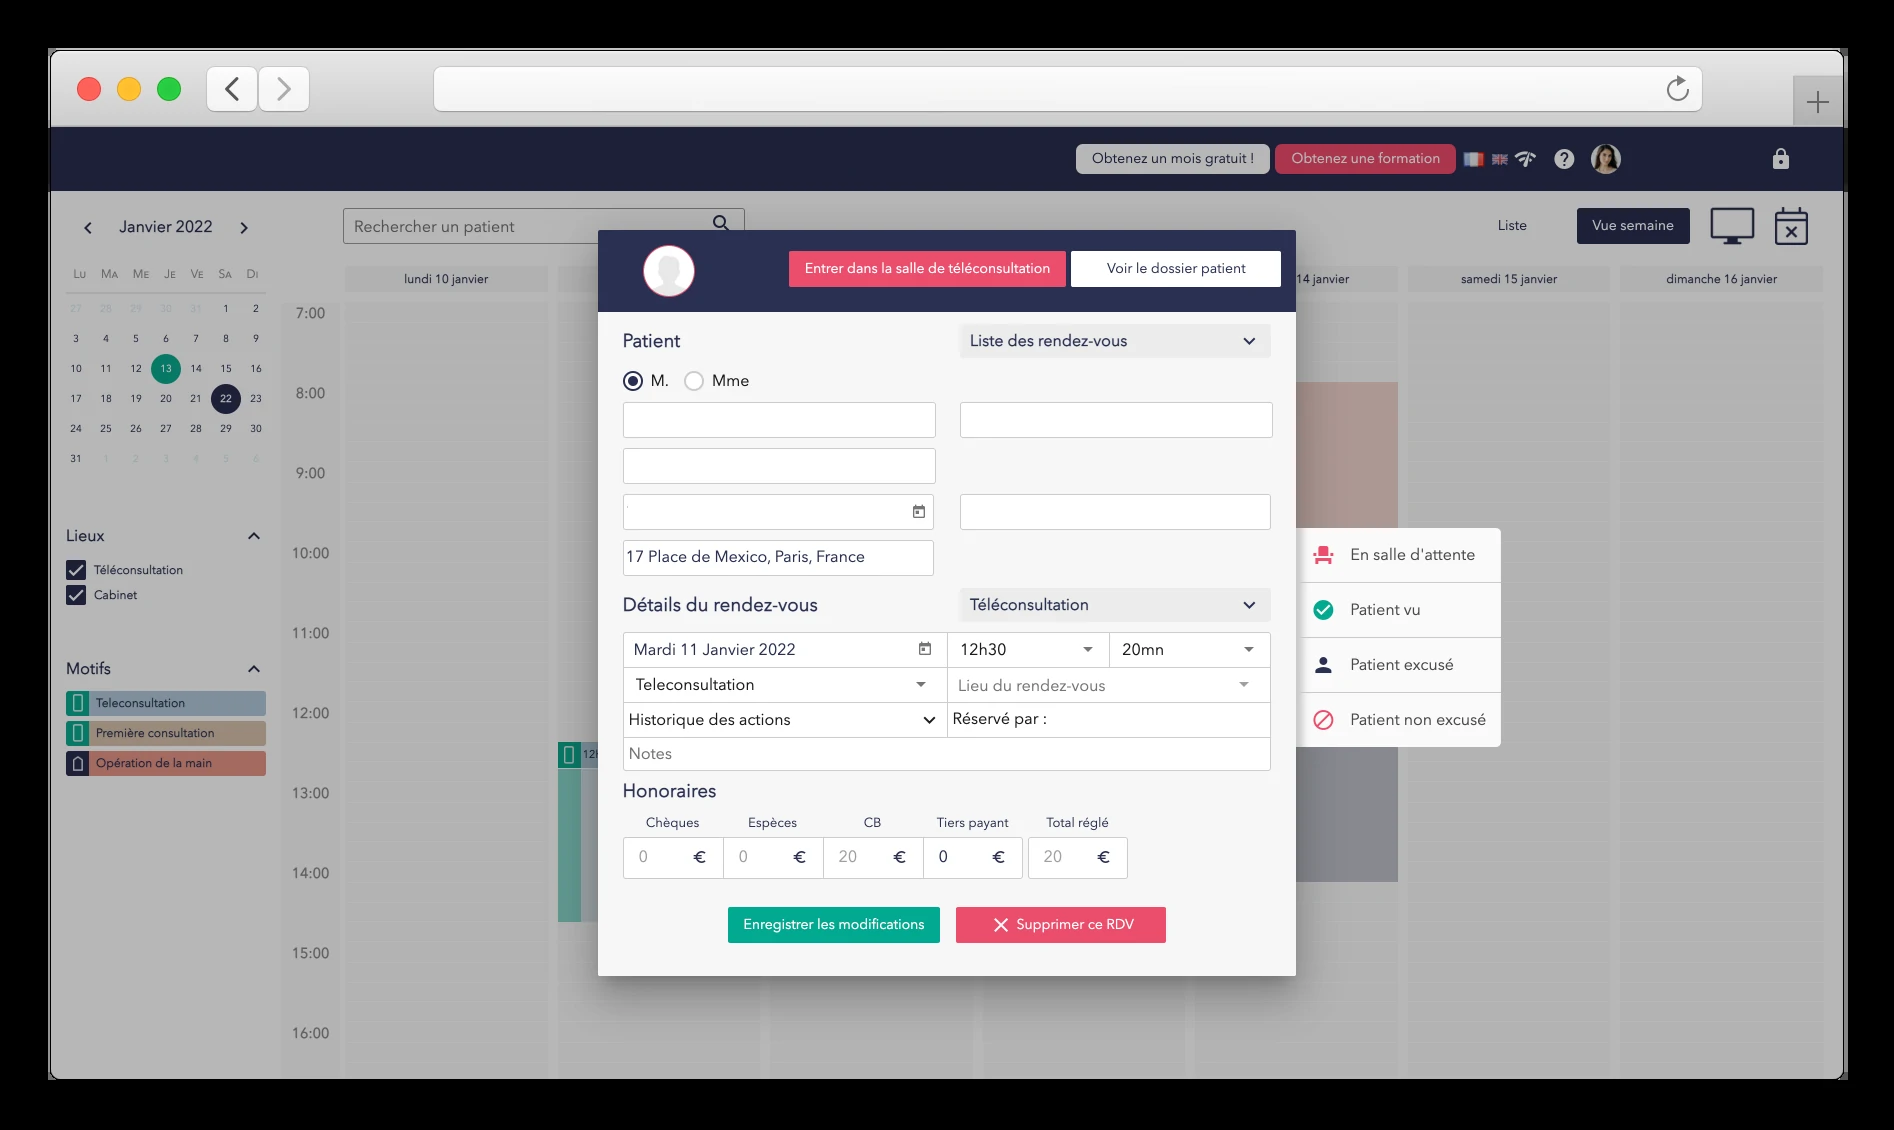 Obtenez un mois gratuit !
Obtenez une formation
Janvier 2022
Rechercher un patient
Liste
Vue semaine
LU MA ME JE VE SA DI
27 28 29 30 31 1 2
3 4 5 6 7 8 9
10 11 12 13 14 15 16
17 18 19 20 21 22 23
24 25 26 27 28 29 30
31 1 2 3 4 5 6
lundi 10 janvier
14 janvier
samedi 15 janvier
dimanche 16 janvier
7:00
8:00
9:00
10:00
11:00
12:00
13:00
14:00
15:00
16:00
Lieux
Téléconsultation
Cabinet
Motifs
Teleconsultation
Première consultation
Opération de la main
Entrer dans la salle de téléconsultation
Voir le dossier patient
Patient
Liste des rendez-vous
M.
Mme
17 Place de Mexico, Paris, France
Détails du rendez-vous
Téléconsultation
Mardi 11 Janvier 2022
12h30
20mn
Teleconsultation
Lieu du rendez-vous
Historique des actions
Réservé par :
Notes
Honoraires
Chèques Espèces CB Tiers payant Total réglé
0 € 0 € 20 € 0 € 20 €
Enregistrer les modifications
Supprimer ce RDV
En salle d'attente
Patient vu
Patient excusé
Patient non excusé